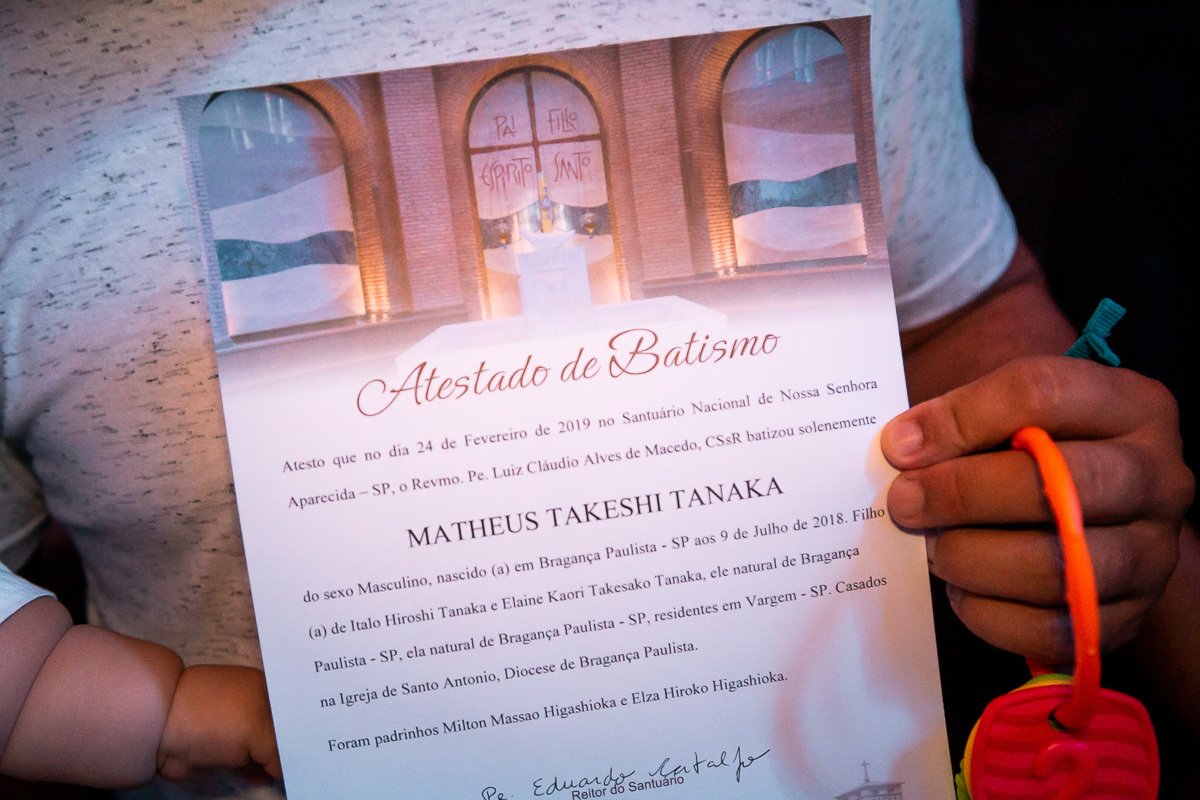 PAI FILHO
ESPÍRITO SANTO
Atestado de Batismo
Atesto que no dia 24 de Fevereiro de 2019 no Santuário Nacional de Nossa Senhora
Aparecida – SP, o Revmo. Pe. Luiz Cláudio Alves de Macedo, CSsR batizou solenemente
MATHEUS TAKESHI TANAKA
do sexo Masculino, nascido (a) em Bragança Paulista - SP aos 9 de Julho de 2018. Filho
(a) de Italo Hiroshi Tanaka e Elaine Kaori Takesako Tanaka, ele natural de Bragança
Paulista - SP, ela natural de Bragança Paulista - SP, residentes em Vargem - SP. Casados
na Igreja de Santo Antonio, Diocese de Bragança Paulista.
Foram padrinhos Milton Massao Higashioka e Elza Hiroko Higashioka.
Pe. Eduardo
Reitor do Santuário